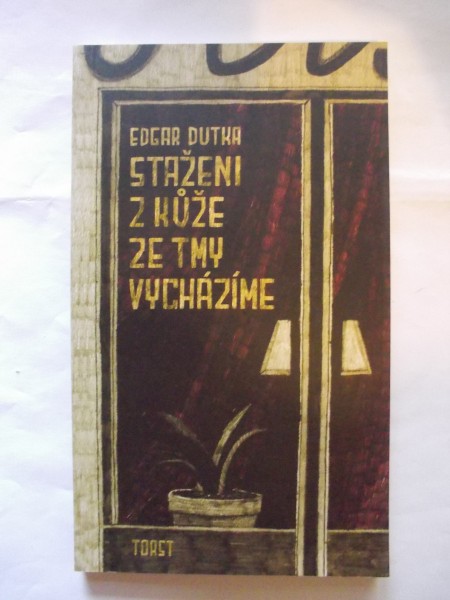 EDGAR DUTKA
STAŽENI
Z KŮŽE
ZE TMY
VYCHÁZÍME
TORST